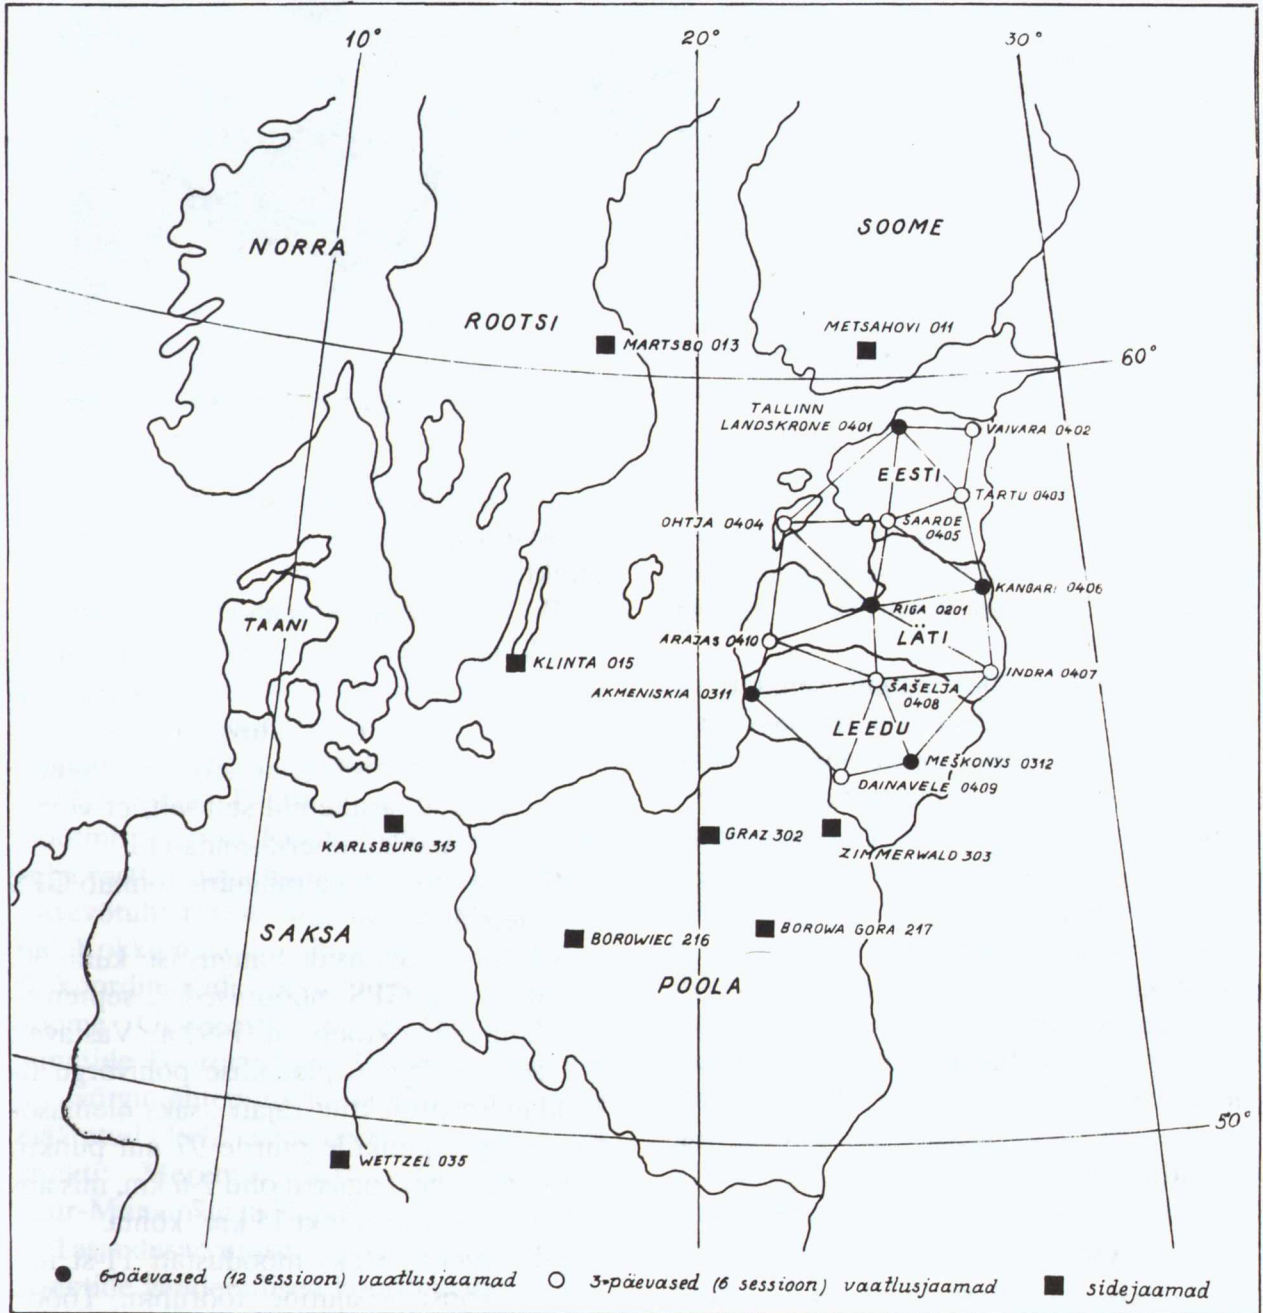 10°
20°
30°
NORRA
SOOME
ROOTSI
METSAHOVI 011
MARTSBO 013
60°
TALLINN
LANDSKRONE 0401
VAIVARA 0402
EESTI
TARTU 0403
OHTJA 0404
SAARDE
0405
KANGARI 0406
RIGA 0201
TAANI
LÄTI
ARAJAS 0410
KLINTA 015
INDRA 0407
AKMENISKIA 0311
ŠAŠELJA
0408
LEEDU
MEŠKONYS 0312
DAINAVELE 0409
GRAZ 302
KARLSBURG 313
ZIMMERWALD 303
SAKSA
BOROWIEC 216
BOROWA GORA 217
POOLA
50°
WETTZEL 035
6-päevased (12 sessioon) vaatlusjaamad
3-päevased (6 sessioon) vaatlusjaamad
sidejaamad